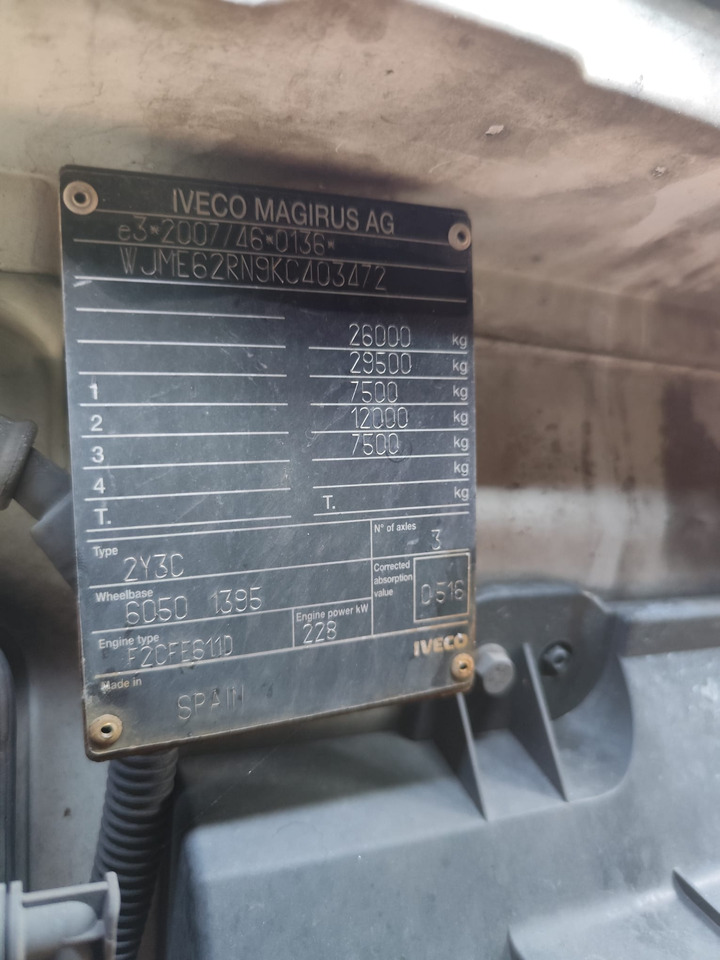 IVECO MAGIRUS AG
e3*2007/46*0136*
WJME62RN9KC403472
26000 kg
29500 kg
1 7500 kg
2 12000 kg
3 7500 kg
4 kg
T. T. kg
Type 2Y3C
N° of axles 3
Wheelbase 6050 1395
Corrected absorption value 0516
Engine type F2CFE611D
Engine power kW 228
IVECO
Made in SPAIN